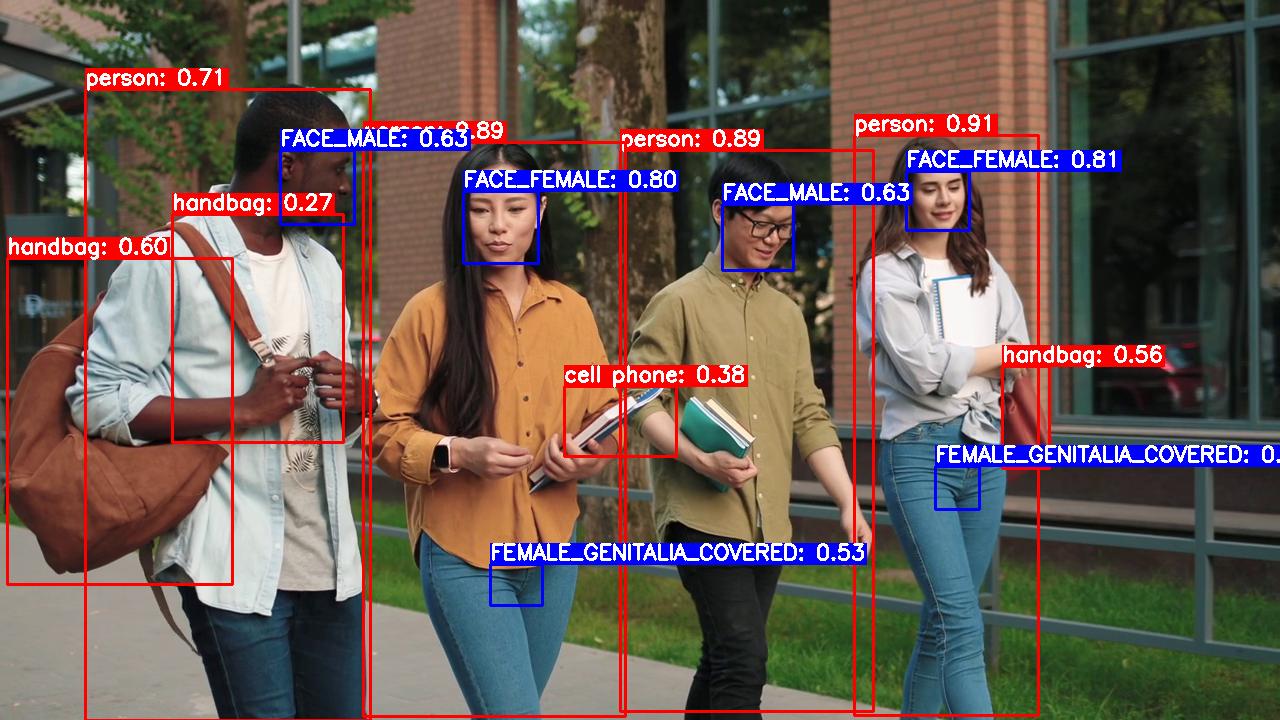 person: 0.71
person: 0.89
person: 0.91
FACE_MALE: 0.63
.89
FACE_FEMALE: 0.81
FACE_FEMALE: 0.80
FACE_MALE: 0.63
handbag: 0.27
handbag: 0.60
handbag: 0.56
cell phone: 0.38
FEMALE_GENITALIA_COVERED: 0.
FEMALE_GENITALIA_COVERED: 0.53